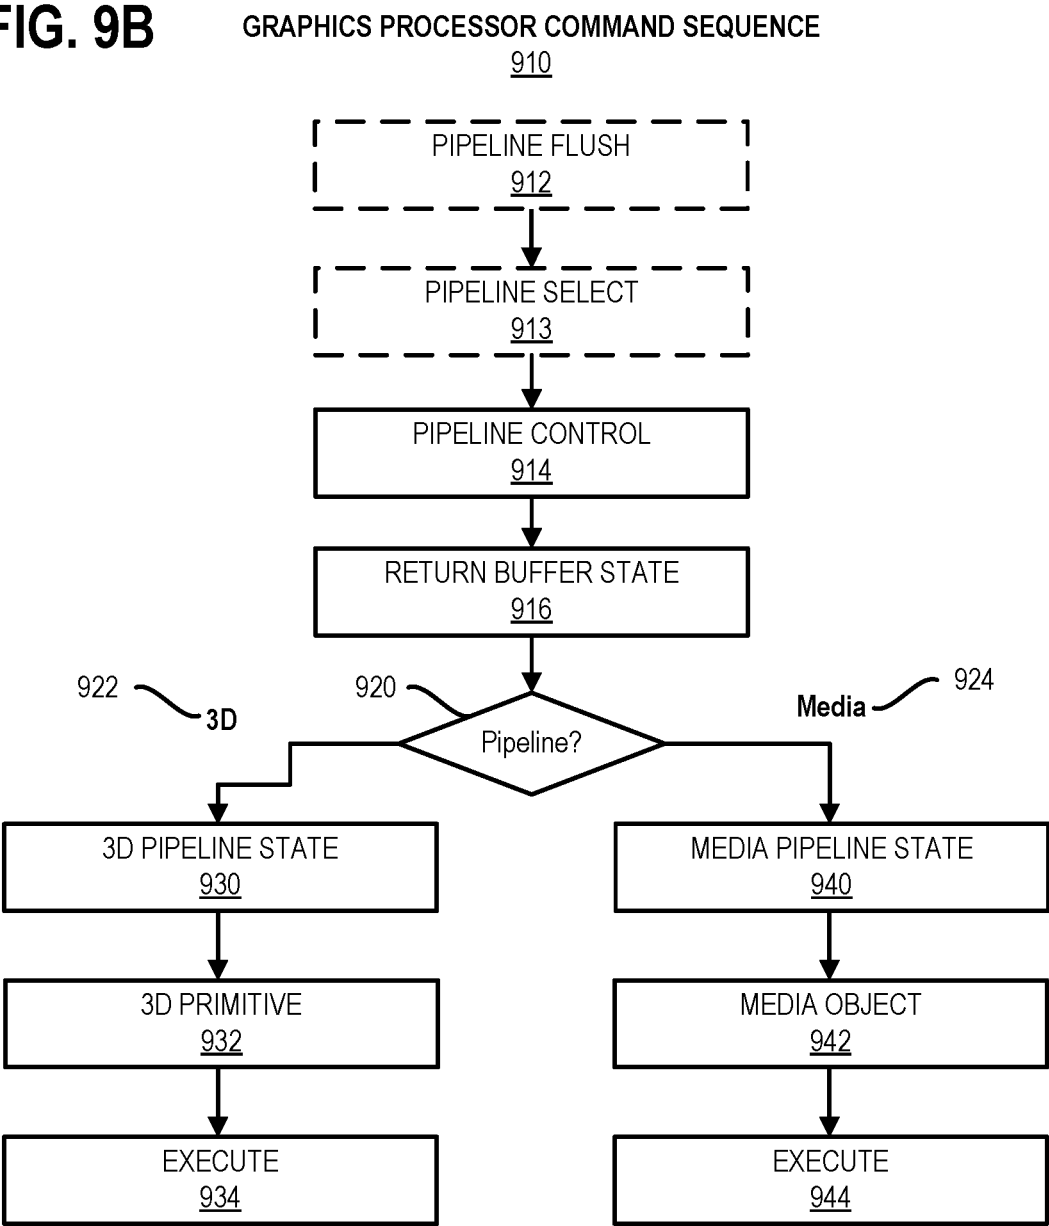 FIG. 9B
GRAPHICS PROCESSOR COMMAND SEQUENCE
910
PIPELINE FLUSH
912
PIPELINE SELECT
913
PIPELINE CONTROL
914
RETURN BUFFER STATE
916
922
3D
920
Pipeline?
Media
924
3D PIPELINE STATE
930
MEDIA PIPELINE STATE
940
3D PRIMITIVE
932
MEDIA OBJECT
942
EXECUTE
934
EXECUTE
944